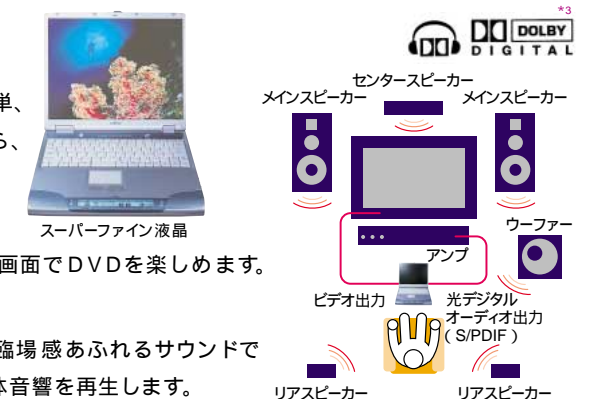 *3
DOLBY
DIGITAL
センタースピーカー
メインスピーカー
メインスピーカー
単、
ら、
スーパーファイン液晶
画面でDVDを楽しめます。
ウーファー
アンプ
ビデオ出力
光デジタル
オーディオ出力
(S/PDIF)
臨場感あふれるサウンドで
体音響を再生します。
リアスピーカー
リアスピーカー